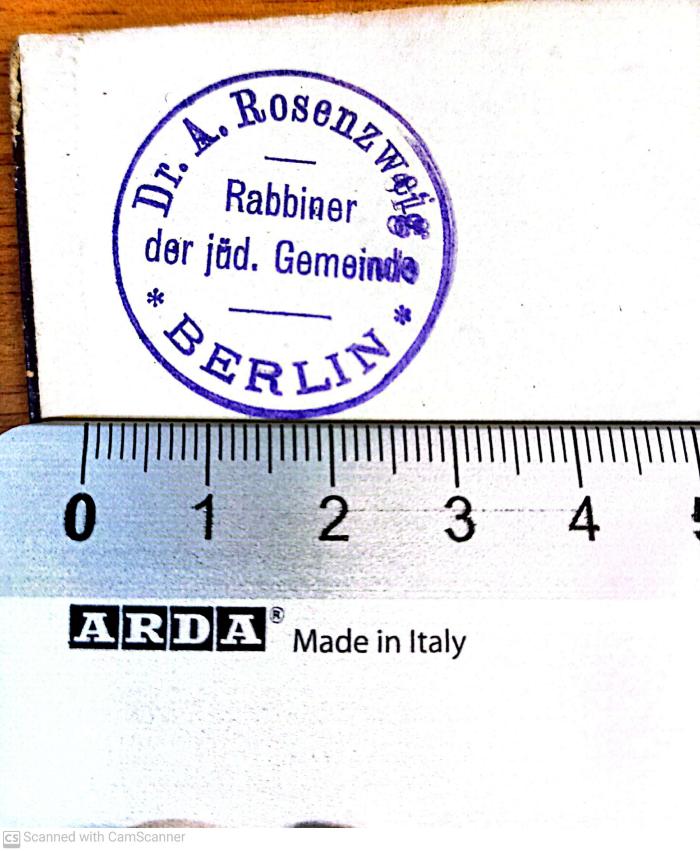 Dr. A. Rosenzweig
Rabbiner
der jüd. Gemeinde
* BERLIN *
0 1 2 3 4
ARDA® Made in Italy
CS Scanned with CamScanner